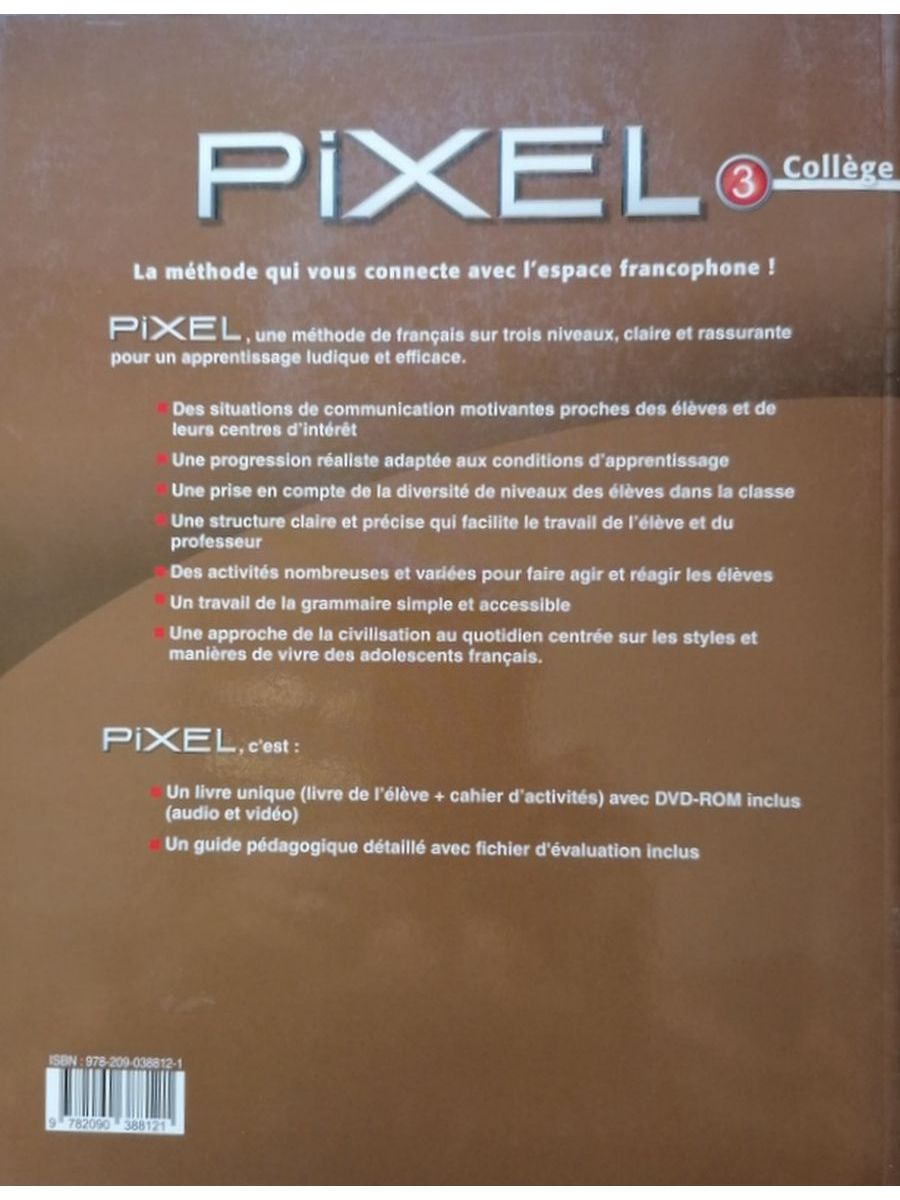 PiXEL 3 Collège
La méthode qui vous connecte avec l'espace francophone !
PiXEL, une méthode de français sur trois niveaux, claire et rassurante
pour un apprentissage ludique et efficace.
Des situations de communication motivantes proches des élèves et de
leurs centres d'intérêt
Une progression réaliste adaptée aux conditions d'apprentissage
Une prise en compte de la diversité de niveaux des élèves dans la classe
Une structure claire et précise qui facilite le travail de l'élève et du
professeur
Des activités nombreuses et variées pour faire agir et réagir les élèves
Un travail de la grammaire simple et accessible
Une approche de la civilisation au quotidien centrée sur les styles et
manières de vivre des adolescents français.
PiXEL, c'est :
Un livre unique (livre de l'élève + cahier d'activités) avec DVD-ROM inclus
(audio et vidéo)
Un guide pédagogique détaillé avec fichier d'évaluation inclus
ISBN : 978-209-038812-1
9 782090 388121